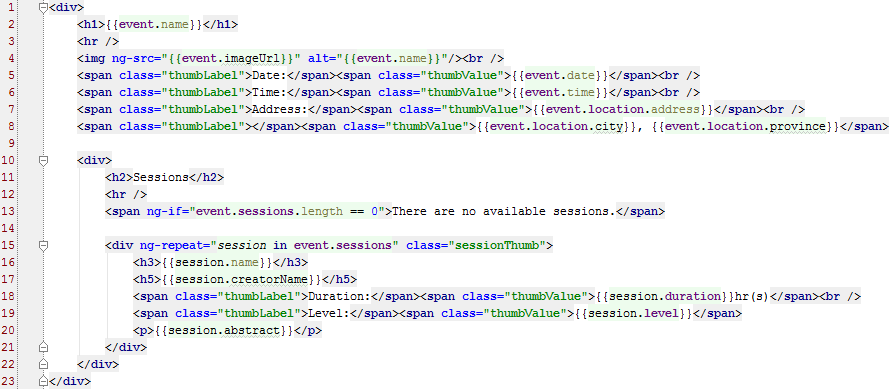 1 <div>
2 <h1>{{event.name}}</h1>
3 <hr />
4 <img ng-src="{{event.imageUrl}}" alt="{{event.name}}"/><br />
5 <span class="thumbLabel">Date:</span><span class="thumbValue">{{event.date}}</span><br />
6 <span class="thumbLabel">Time:</span><span class="thumbValue">{{event.time}}</span><br />
7 <span class="thumbLabel">Address:</span><span class="thumbValue">{{event.location.address}}</span><br />
8 <span class="thumbLabel"></span><span class="thumbValue">{{event.location.city}}, {{event.location.province}}</span>
9
10 <div>
11 <h2>Sessions</h2>
12 <hr />
13 <span ng-if="event.sessions.length == 0">There are no available sessions.</span>
14
15 <div ng-repeat="session in event.sessions" class="sessionThumb">
16 <h3>{{session.name}}</h3>
17 <h5>{{session.creatorName}}</h5>
18 <span class="thumbLabel">Duration:</span><span class="thumbValue">{{session.duration}}hr(s)</span><br />
19 <span class="thumbLabel">Level:</span><span class="thumbValue">{{session.level}}</span>
20 <p>{{session.abstract}}</p>
21 </div>
22 </div>
23 </div>